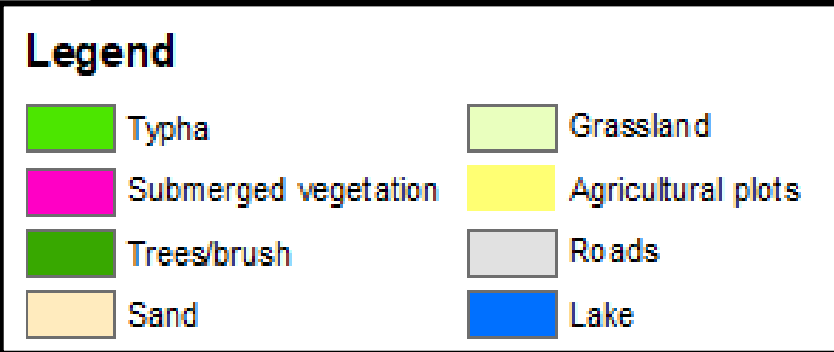 Legend
Typha
Submerged vegetation
Trees/brush
Sand
Grassland
Agricultural plots
Roads
Lake